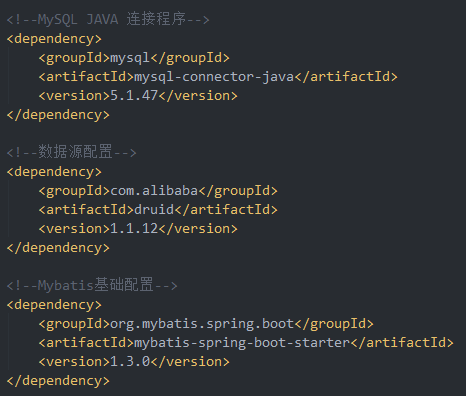 <!--MySQL JAVA 连接程序-->
<dependency>
<groupId>mysql</groupId>
<artifactId>mysql-connector-java</artifactId>
<version>5.1.47</version>
</dependency>
<!--数据源配置-->
<dependency>
<groupId>com.alibaba</groupId>
<artifactId>druid</artifactId>
<version>1.1.12</version>
</dependency>
<!--Mybatis基础配置-->
<dependency>
<groupId>org.mybatis.spring.boot</groupId>
<artifactId>mybatis-spring-boot-starter</artifactId>
<version>1.3.0</version>
</dependency>